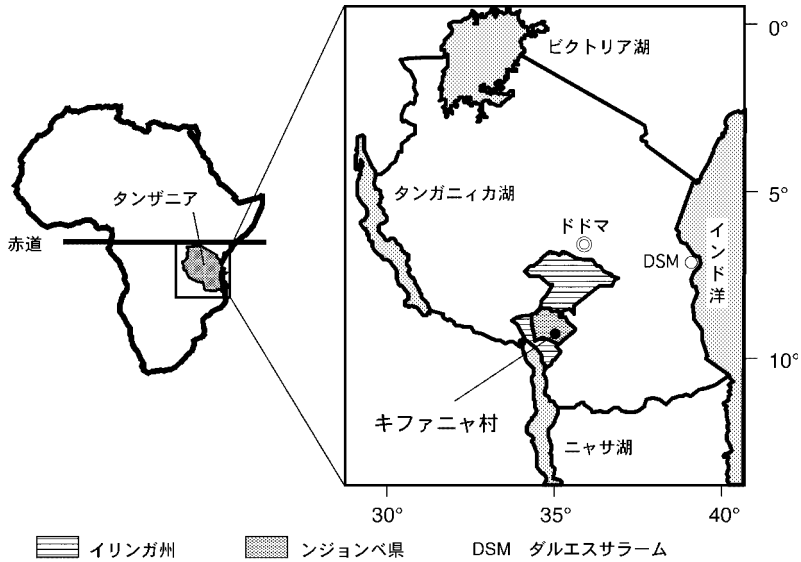 赤道
タンザニア
ビクトリア湖
タンガニィカ湖
ドドマ
DSM
インド洋
キファニャ村
ニャサ湖
0°
5°
10°
30°
35°
40°
イリンガ州
ンジョンベ県
DSM ダルエスサラーム